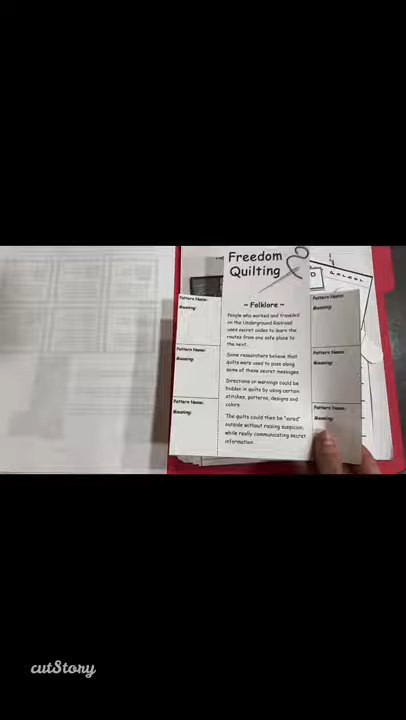 Freedom
Quilting
~ Folklore ~
People who worked and traveled
on the Underground Railroad
used secret codes to learn the
routes from one safe place to
the next.
Some researchers believe that
quilts were used to pass along
some of these secret messages.
Directions or warnings could be
hidden in quilts by using certain
stitches, patterns, designs and
colors.
The quilts could then be "aired"
outside without raising suspicion,
while really communicating secret
information.
Pattern Name:
Meaning:
Pattern Name:
Meaning:
Pattern Name:
Meaning:
Pattern Name:
Meaning:
Pattern Name:
Meaning:
Pattern Name:
Meaning:
cutStory